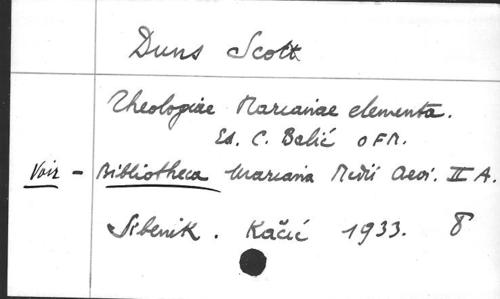 Duns Scott
Theologiae Marianae elementa.
Ed. C. Balić OFM.
Voir - Bibliotheca Mariana Medii Aevi. II A.
Sibenik. Kačić 1933. 8